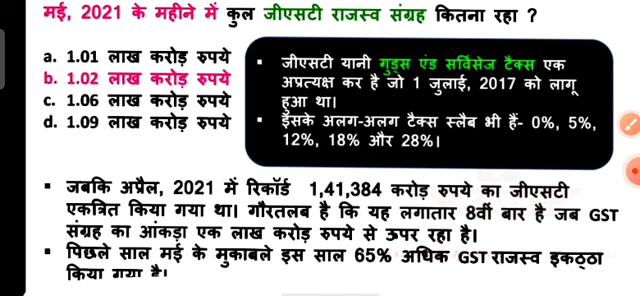 मई, 2021 के महीने में कुल जीएसटी राजस्व संग्रह कितना रहा ?
a. 1.01 लाख करोड़ रुपये
b. 1.02 लाख करोड़ रुपये
c. 1.06 लाख करोड़ रुपये
d. 1.09 लाख करोड़ रुपये
▪ जीएसटी यानी गुड्स एंड सर्विसेज टैक्स एक
अप्रत्यक्ष कर है जो 1 जुलाई, 2017 को लागू
हुआ था।
▪ इसके अलग-अलग टैक्स स्लैब भी हैं- 0%, 5%,
12%, 18% और 28%।
▪ जबकि अप्रैल, 2021 में रिकॉर्ड 1,41,384 करोड़ रुपये का जीएसटी
एकत्रित किया गया था। गौरतलब है कि यह लगातार 8वीं बार है जब GST
संग्रह का आंकड़ा एक लाख करोड़ रुपये से ऊपर रहा है।
▪ पिछले साल मई के मुकाबले इस साल 65% अधिक GST राजस्व इकठ्ठा
किया गया है।